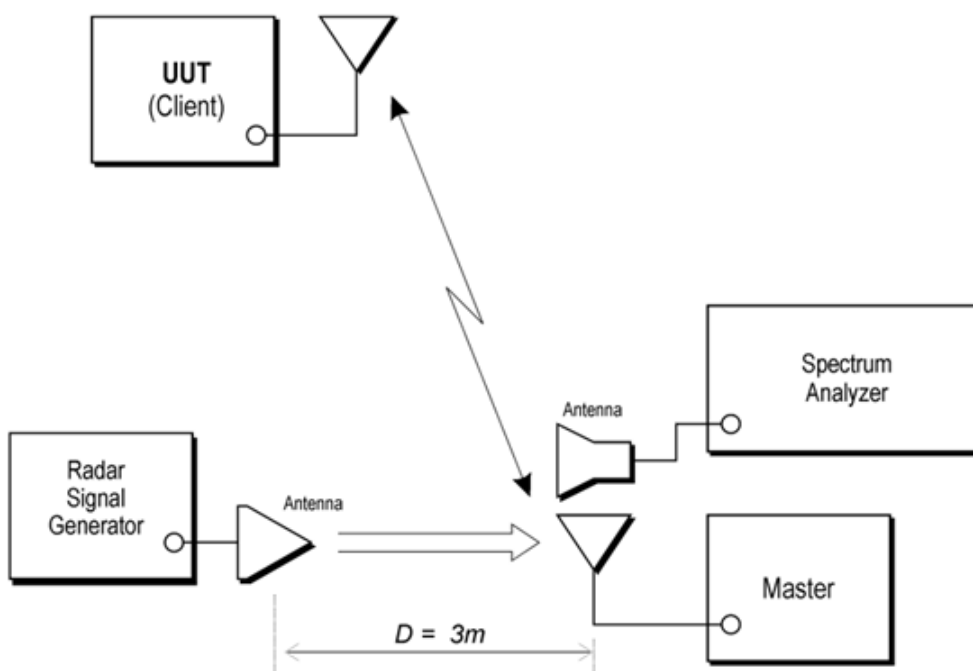 UUT
(Client)
Spectrum
Analyzer
Antenna
Radar
Signal
Generator
Antenna
Master
D = 3m